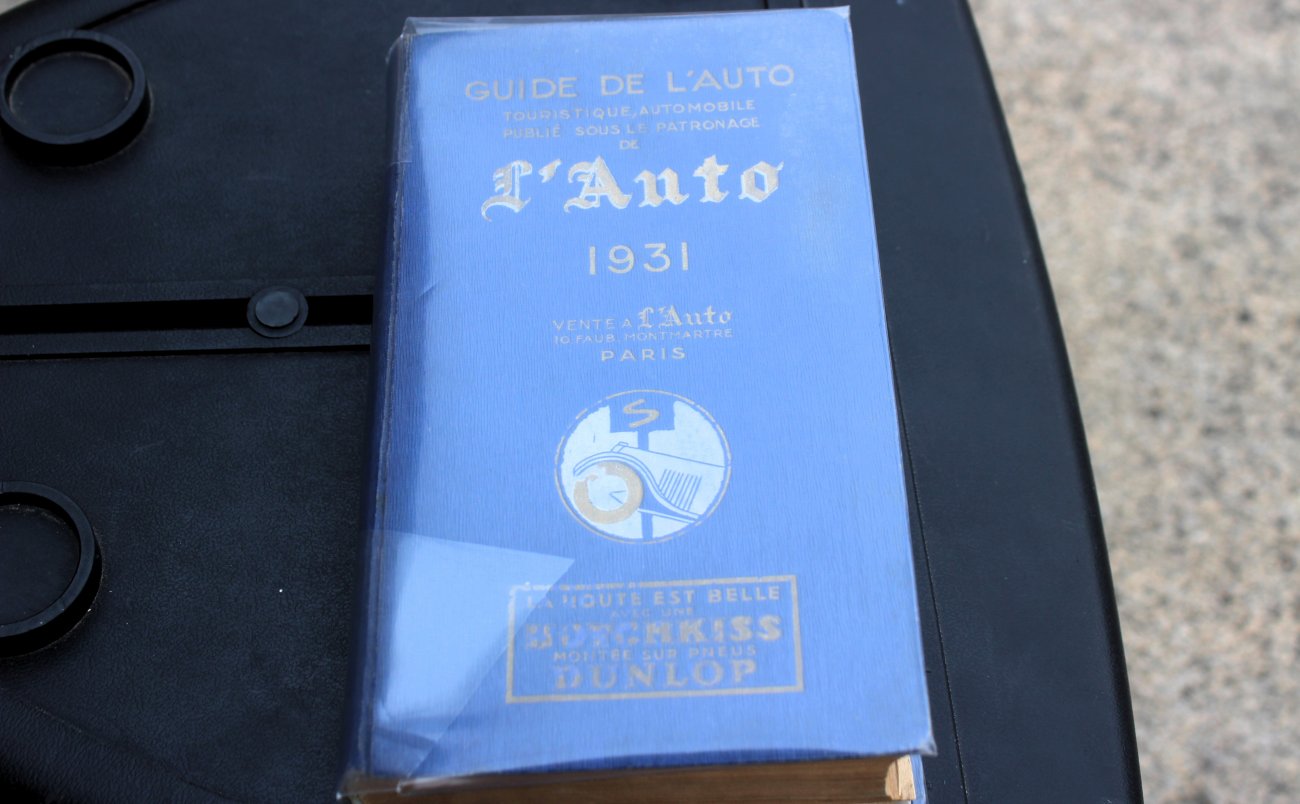 GUIDE DE L'AUTO
TOURISTIQUE, AUTOMOBILE
PUBLIÉ SOUS LE PATRONAGE
DE
L'Auto
1931
VENTE A L'Auto
10, FAUB. MONTMARTRE
PARIS
S
LA ROUTE EST BELLE
AVEC UNE
HOTCHKISS
MONTÉE SUR PNEUS
DUNLOP